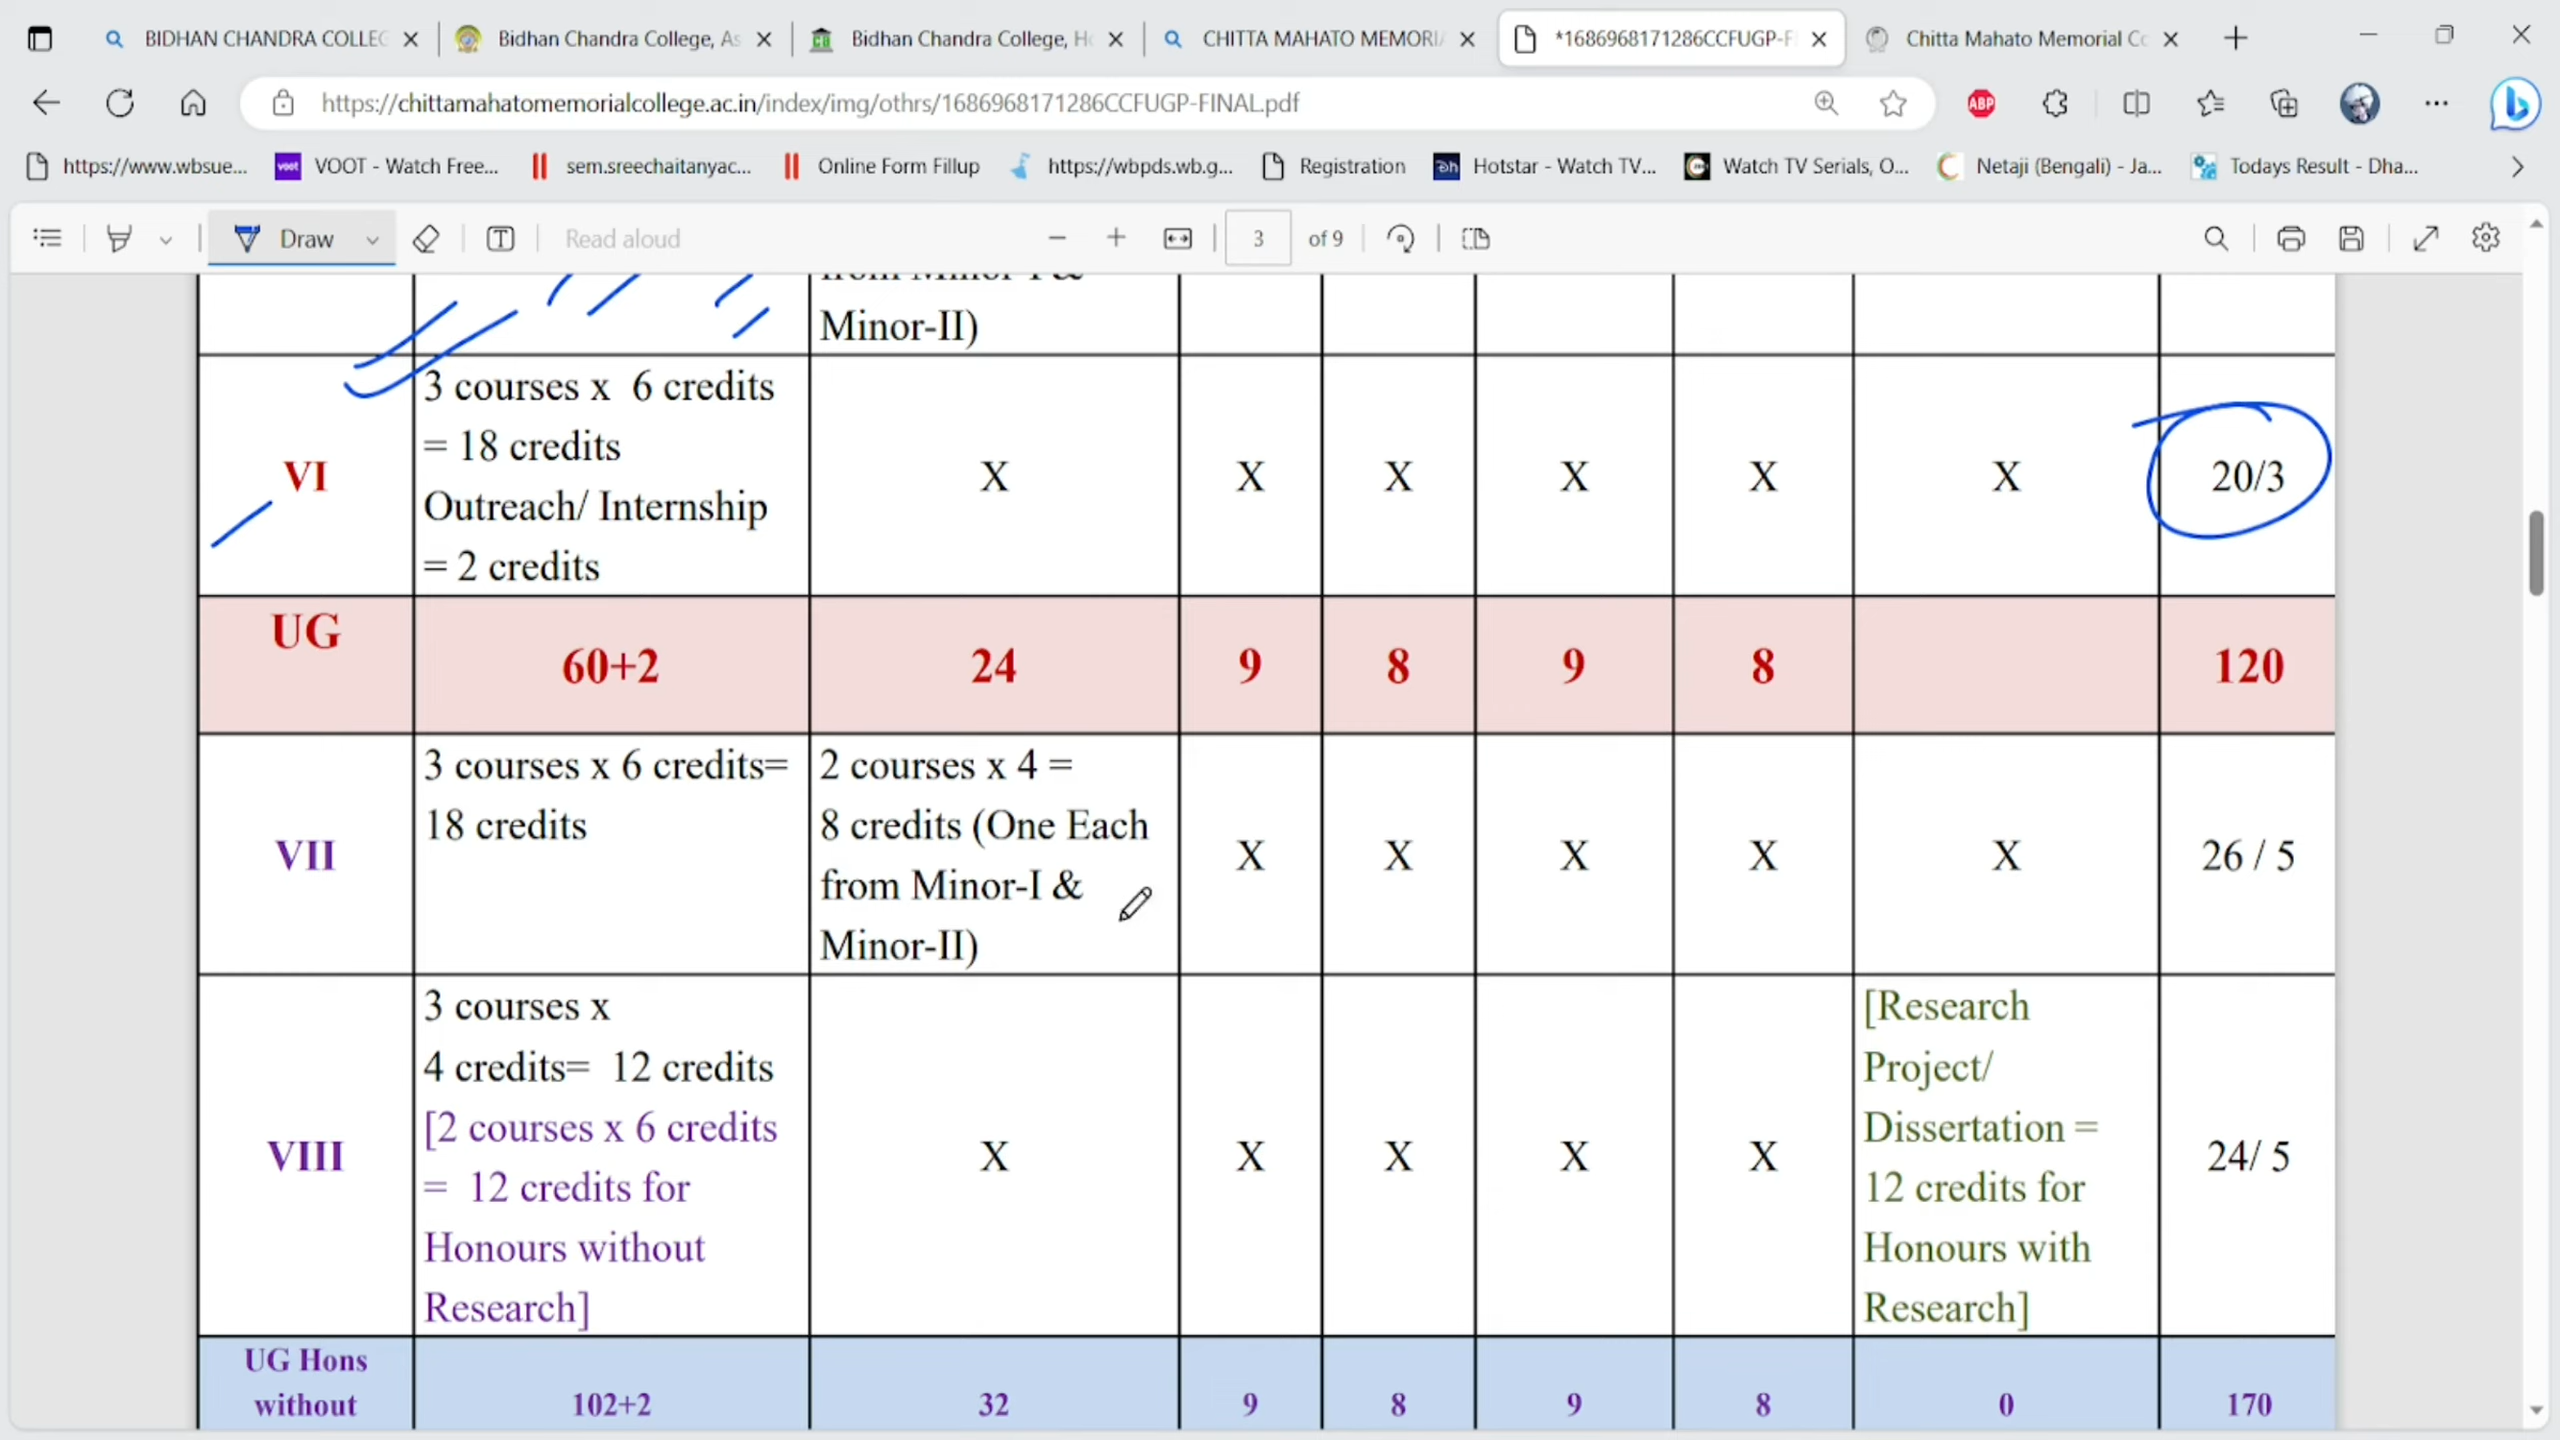 BIDHAN CHANDRA COLLEG
Bidhan Chandra College, As
Bidhan Chandra College, Ho
CHITTA MAHATO MEMORIA
*1686968171286CCFUGP-F
Chitta Mahato Memorial Co
https://chittamahatomemorialcollege.ac.in/index/img/othrs/1686968171286CCFUGP-FINAL.pdf
ABP
https://www.wbsue...
voot
VOOT - Watch Free...
sem.sreechaitanyac...
Online Form Fillup
https://wbpds.wb.g...
Registration
Hotstar - Watch TV...
Watch TV Serials, O...
Netaji (Bengali) - Ja...
Todays Result - Dha...
Draw
Read aloud
3 of 9
from Minor-I &
Minor-II)
VI
3 courses x 6 credits
= 18 credits
Outreach/ Internship
= 2 credits
X X X X X X 20/3
UG 60+2 24 9 8 9 8 120
VII
3 courses x 6 credits=
18 credits
2 courses x 4 =
8 credits (One Each
from Minor-I &
Minor-II)
X X X X X 26 / 5
VIII
3 courses x
4 credits= 12 credits
[2 courses x 6 credits
= 12 credits for
Honours without
Research]
X X X X X
[Research
Project/
Dissertation =
12 credits for
Honours with
Research]
24/ 5
UG Hons
without
102+2 32 9 8 9 8 0 170